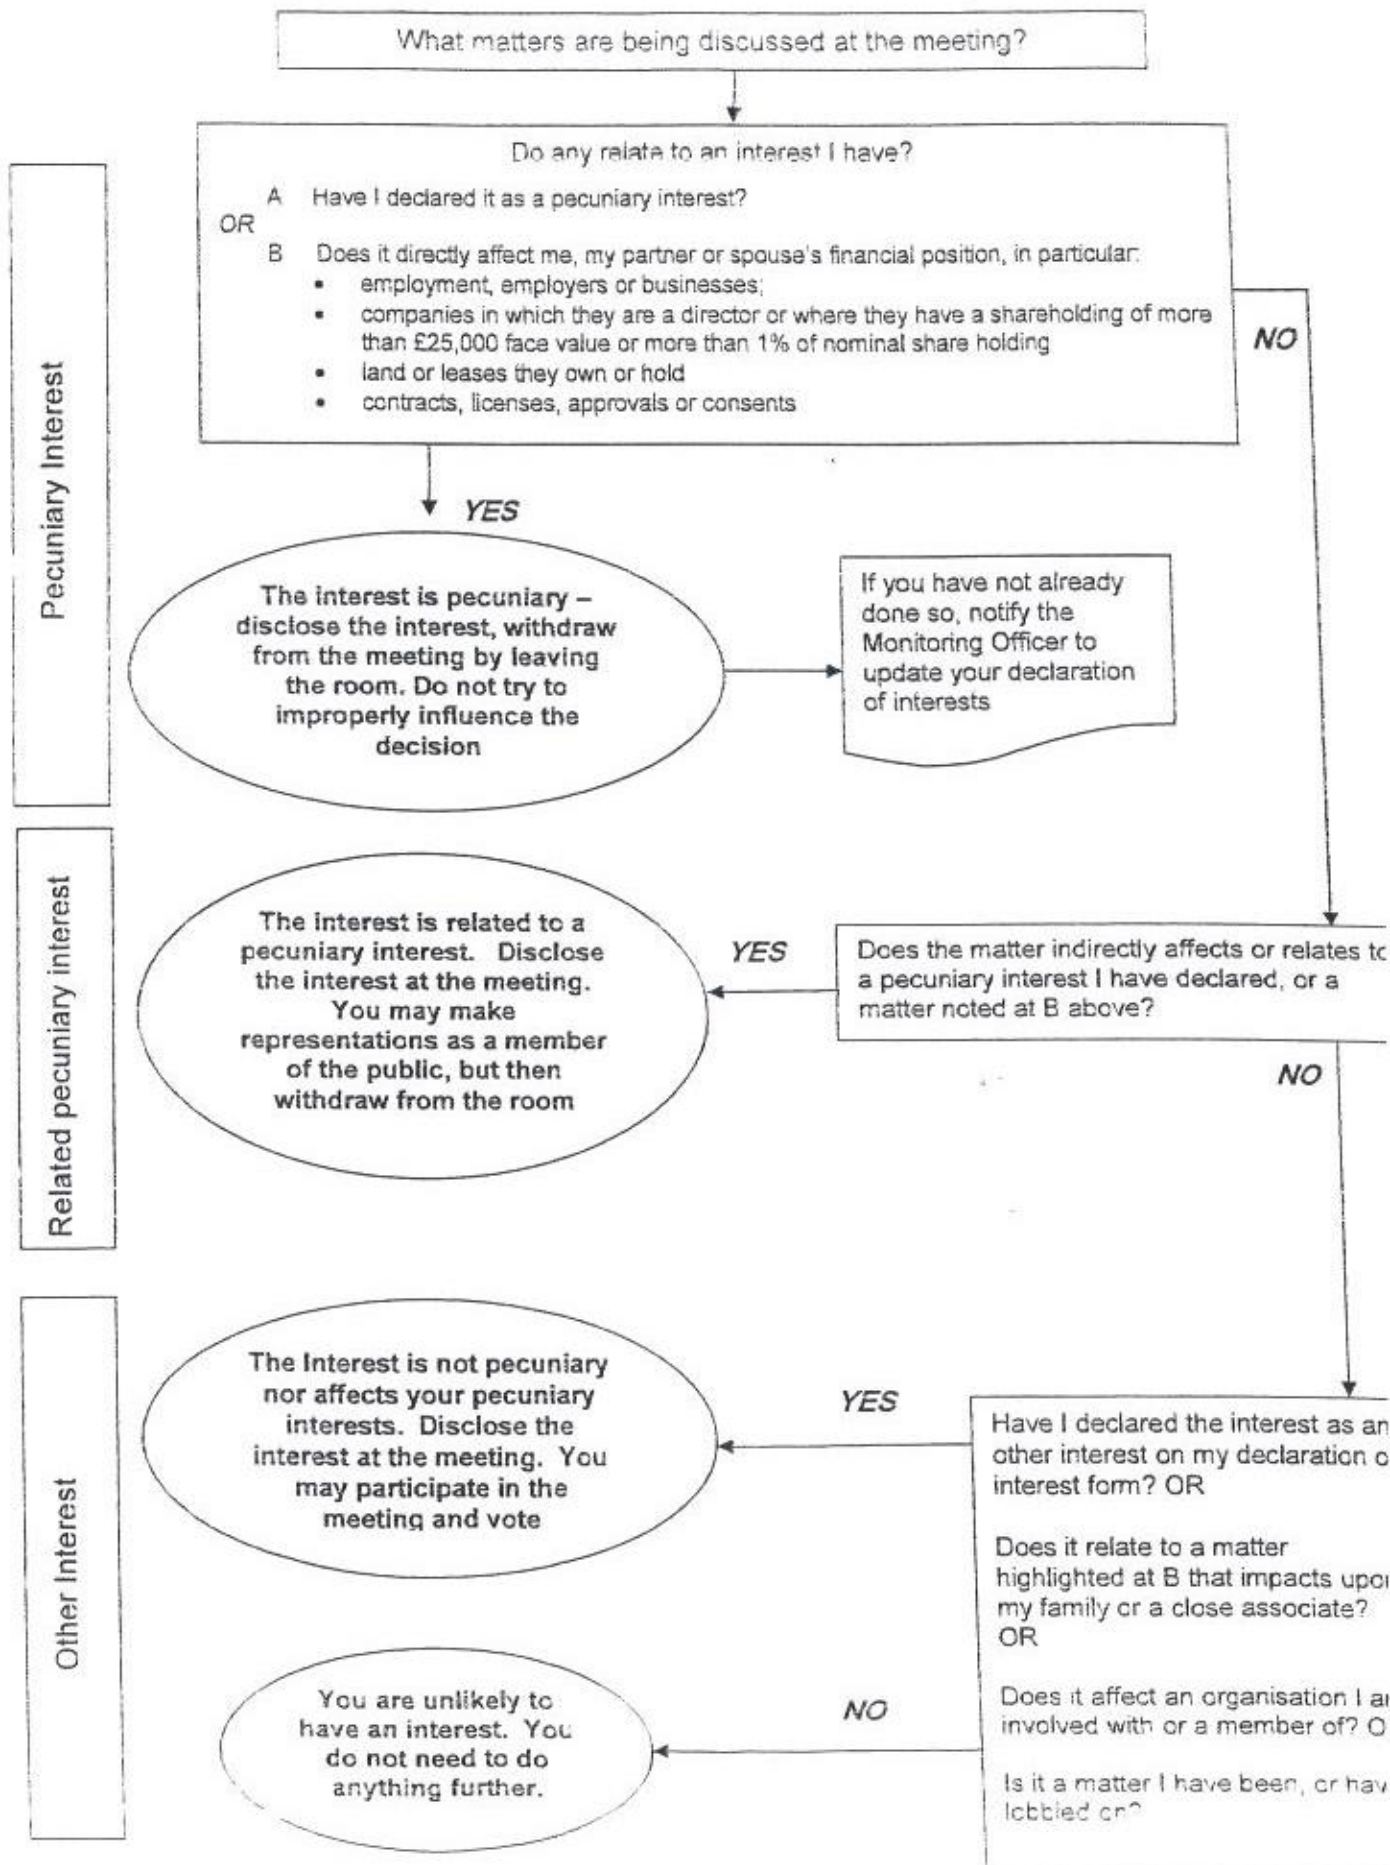 What matters are being discussed at the meeting?
Do any relate to an interest I have?
A Have I declared it as a pecuniary interest?
OR
B Does it directly affect me, my partner or spouse's financial position, in particular:
• employment, employers or businesses;
• companies in which they are a director or where they have a shareholding of more
than £25,000 face value or more than 1% of nominal share holding
• land or leases they own or hold
• contracts, licenses, approvals or consents
NO
Pecuniary Interest
YES
The interest is pecuniary –
disclose the interest, withdraw
from the meeting by leaving
the room. Do not try to
improperly influence the
decision
If you have not already
done so, notify the
Monitoring Officer to
update your declaration
of interests
Related pecuniary interest
The interest is related to a
pecuniary interest. Disclose
the interest at the meeting.
You may make
representations as a member
of the public, but then
withdraw from the room
YES
Does the matter indirectly affects or relates to
a pecuniary interest I have declared, or a
matter noted at B above?
NO
Other Interest
The Interest is not pecuniary
nor affects your pecuniary
interests. Disclose the
interest at the meeting. You
may participate in the
meeting and vote
YES
Have I declared the interest as an
other interest on my declaration
interest form? OR
Does it relate to a matter
highlighted at B that impacts
my family or a close associate?
OR
Does it affect an organisation I
involved with or a member of?
Is it a matter I have been, or
lobbied on?
NO
You are unlikely to
have an interest. You
do not need to do
anything further.